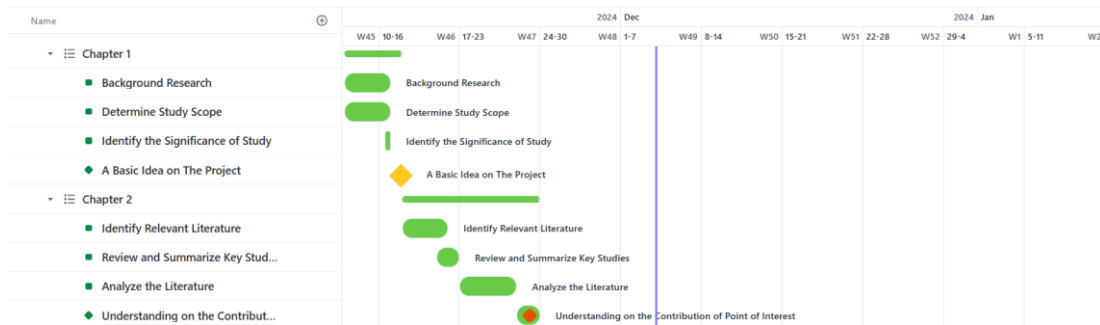 Name
2024 Dec
2024 Jan
W45 10-16 W46 17-23 W47 24-30 W48 1-7 W49 8-14 W50 15-21 W51 22-28 W52 29-4 W1 5-11 W2
Chapter 1
Background Research Background Research
Determine Study Scope Determine Study Scope
Identify the Significance of Study Identify the Significance of Study
A Basic Idea on The Project A Basic Idea on The Project
Chapter 2
Identify Relevant Literature Identify Relevant Literature
Review and Summarize Key Stud... Review and Summarize Key Studies
Analyze the Literature Analyze the Literature
Understanding on the Contribut... Understanding on the Contribution of Point of Interest